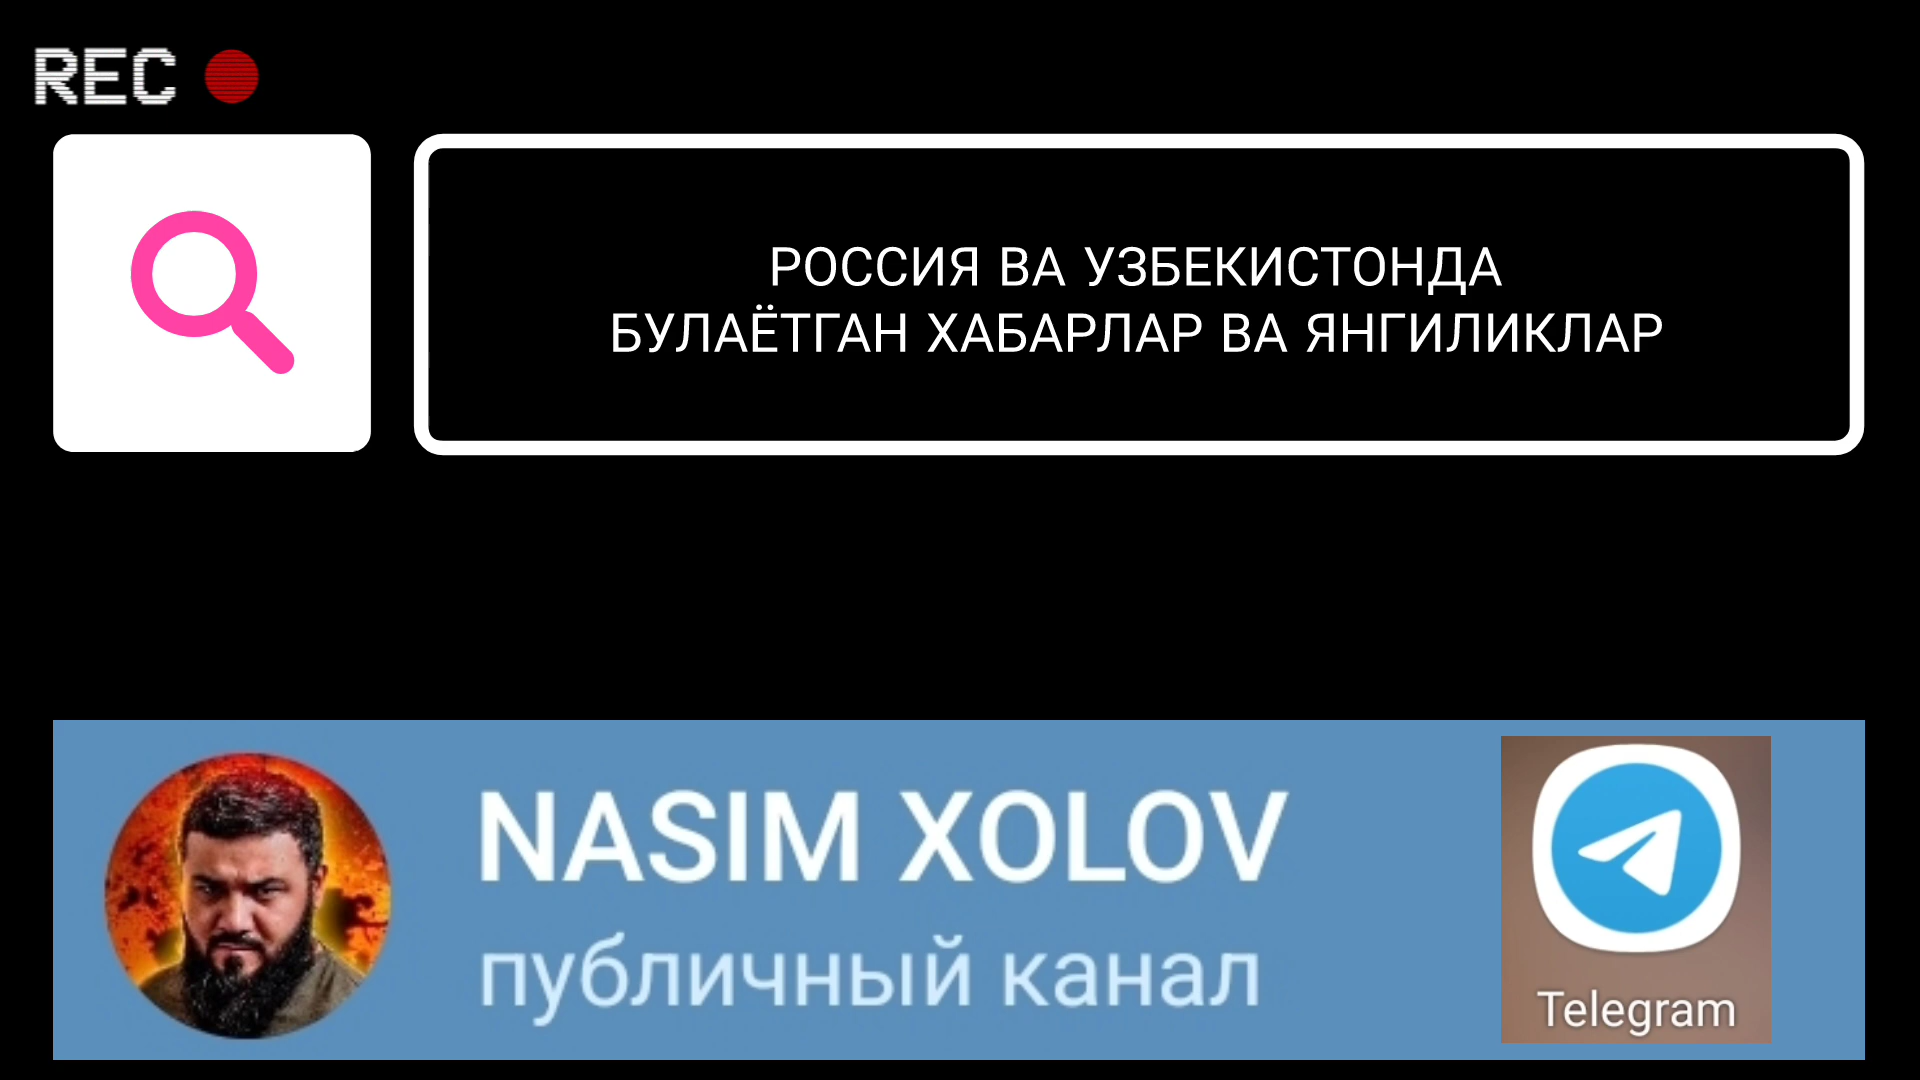 REC
РОССИЯ ВА УЗБЕКИСТОНДА
БУЛАЁТГАН ХАБАРЛАР ВА ЯНГИЛИКЛАР
NASIM XOLOV
публичный канал
Telegram